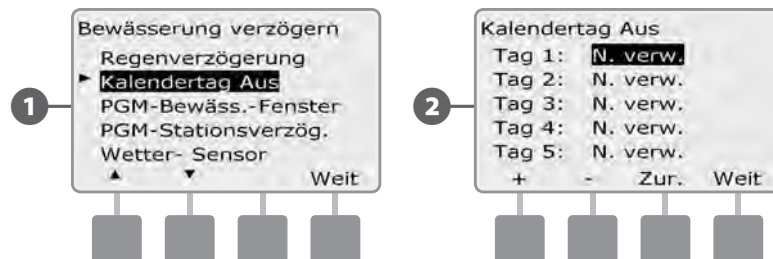 1
Bewässerung verzögern
Regenverzögerung
Kalendertag Aus
PGM-Bewäss.-Fenster
PGM-Stationsverzög.
Wetter- Sensor
Weit
2
Kalendertag Aus
Tag 1: N. verw.
Tag 2: N. verw.
Tag 3: N. verw.
Tag 4: N. verw.
Tag 5: N. verw.
+ - Zur. Weit